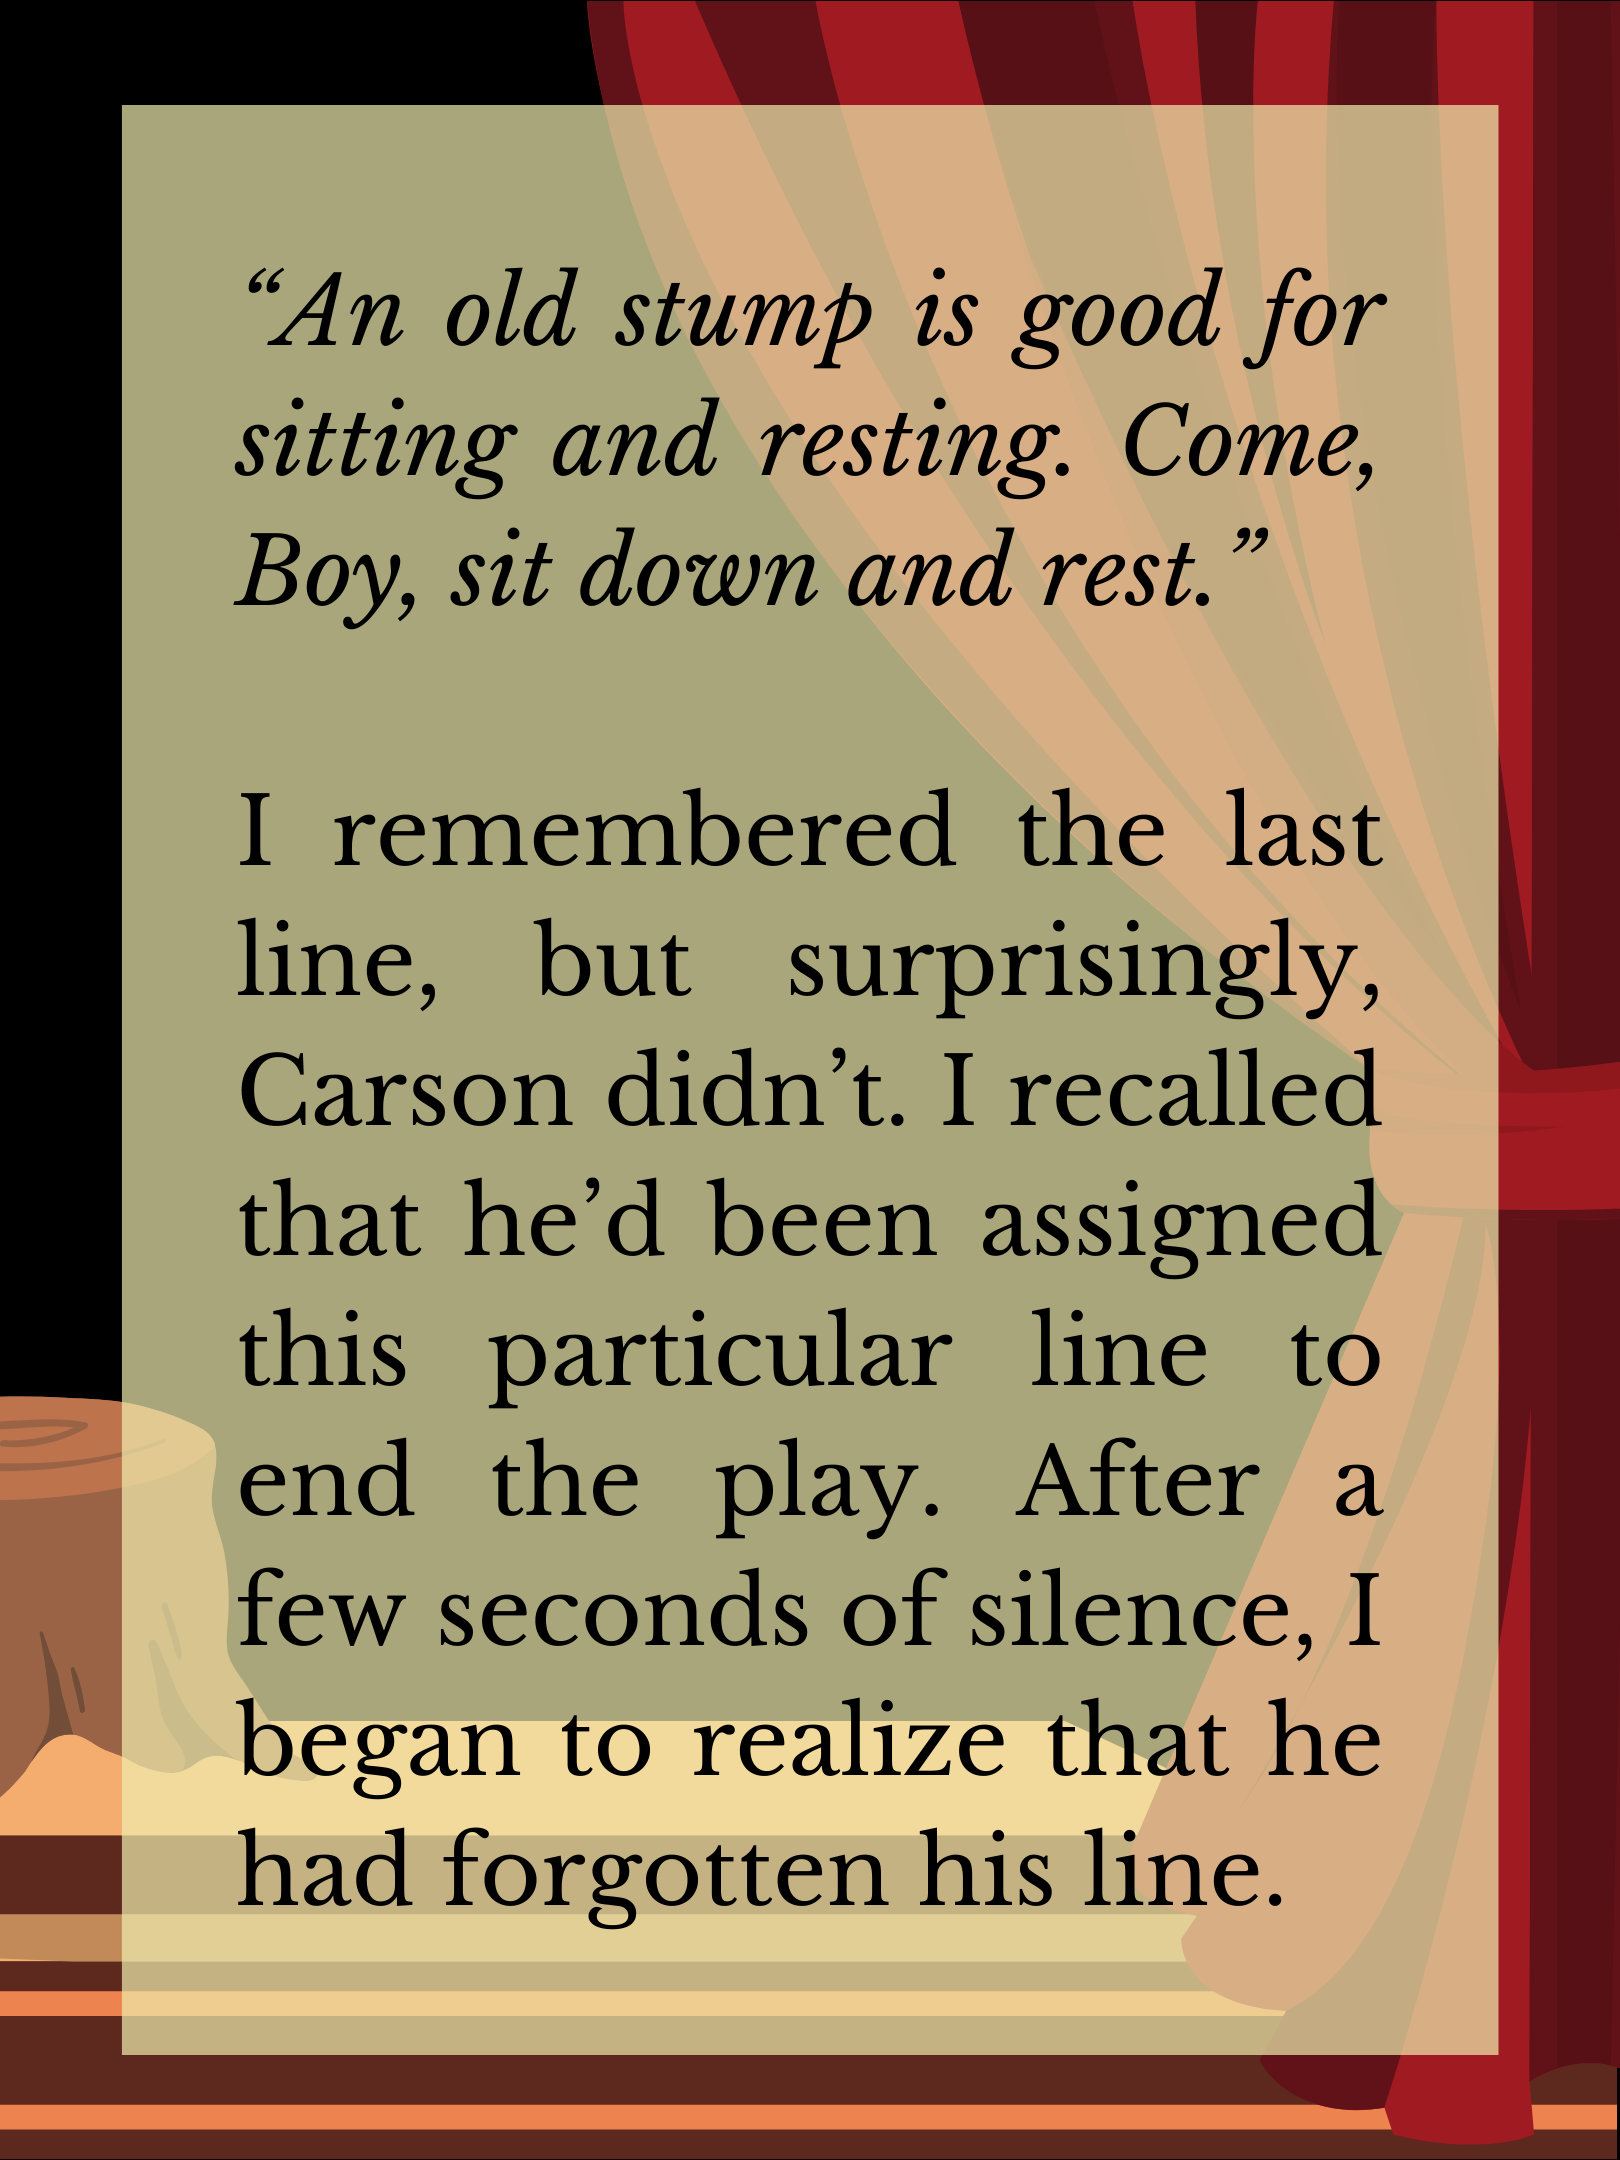 “An old stump is good for
sitting and resting. Come,
Boy, sit down and rest.”
I remembered the last
line, but surprisingly,
Carson didn’t. I recalled
that he’d been assigned
this particular line to
end the play. After a
few seconds of silence, I
began to realize that he
had forgotten his line.